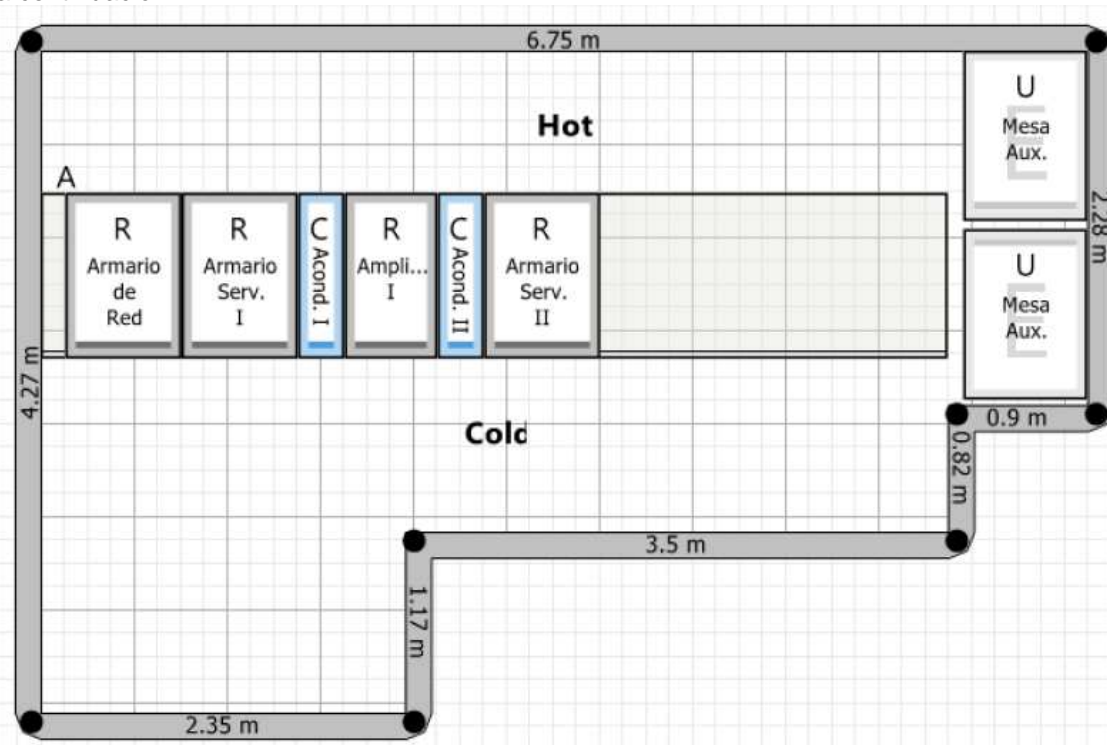 6.75 m
Hot
U
Mesa
Aux.
2.28 m
A
R
Armario
de
Red
R
Armario
Serv.
I
C
Acond. I
R
Ampli...
I
C
Acond. II
R
Armario
Serv.
II
U
Mesa
Aux.
4.27 m
Cold
0.9 m
0.82 m
3.5 m
1.17 m
2.35 m